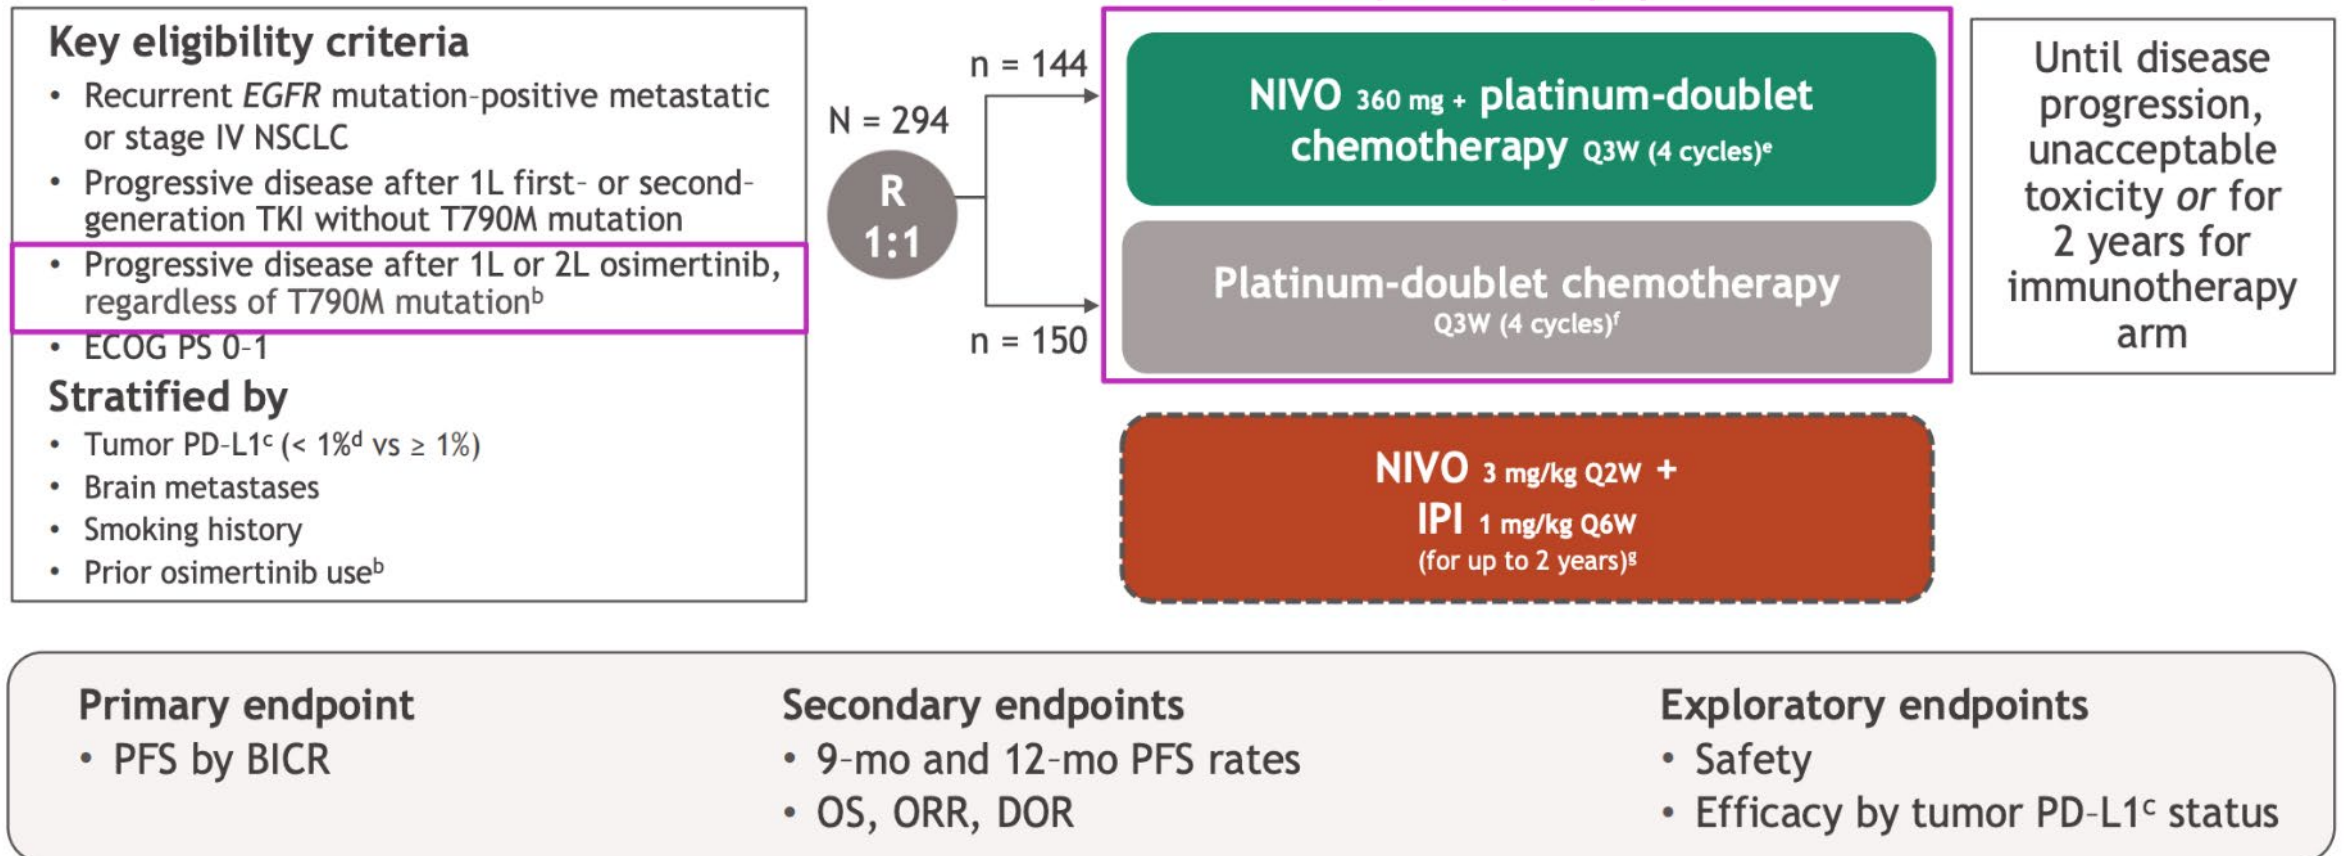 Key eligibility criteria
• Recurrent EGFR mutation-positive metastatic
or stage IV NSCLC
• Progressive disease after 1L first- or second-
generation TKI without T790M mutation
• Progressive disease after 1L or 2L osimertinib,
regardless of T790M mutationᵇ
• ECOG PS 0-1
Stratified by
• Tumor PD-L1ᶜ (< 1%ᵈ vs ≥ 1%)
• Brain metastases
• Smoking history
• Prior osimertinib useᵇ
N = 294
R
1:1
n = 144
n = 150
NIVO 360 mg + platinum-doublet
chemotherapy Q3W (4 cycles)ᵉ
Platinum-doublet chemotherapy
Q3W (4 cycles)ᶠ
NIVO 3 mg/kg Q2W +
IPI 1 mg/kg Q6W
(for up to 2 years)ᵍ
Until disease
progression,
unacceptable
toxicity or for
2 years for
immunotherapy
arm
Primary endpoint
• PFS by BICR
Secondary endpoints
• 9-mo and 12-mo PFS rates
• OS, ORR, DOR
Exploratory endpoints
• Safety
• Efficacy by tumor PD-L1ᶜ status